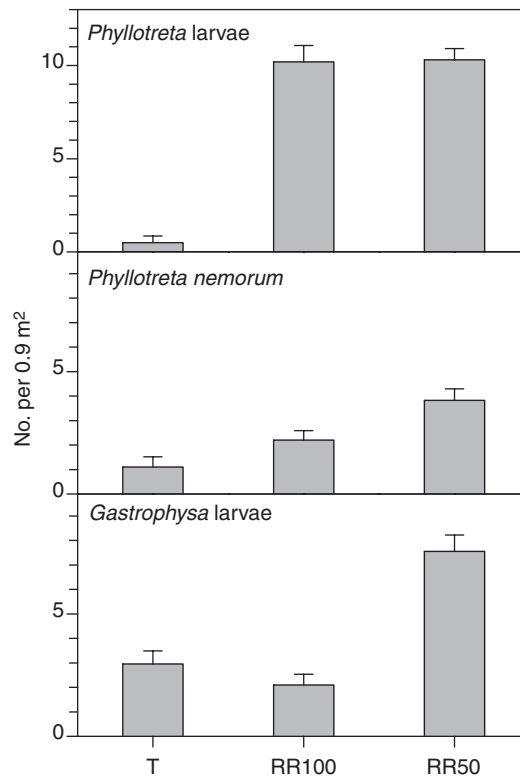 Phyllotreta larvae
10
5
0
Phyllotreta nemorum
5
0
Gastrophysa larvae
5
0
No. per 0.9 m²
T RR100 RR50